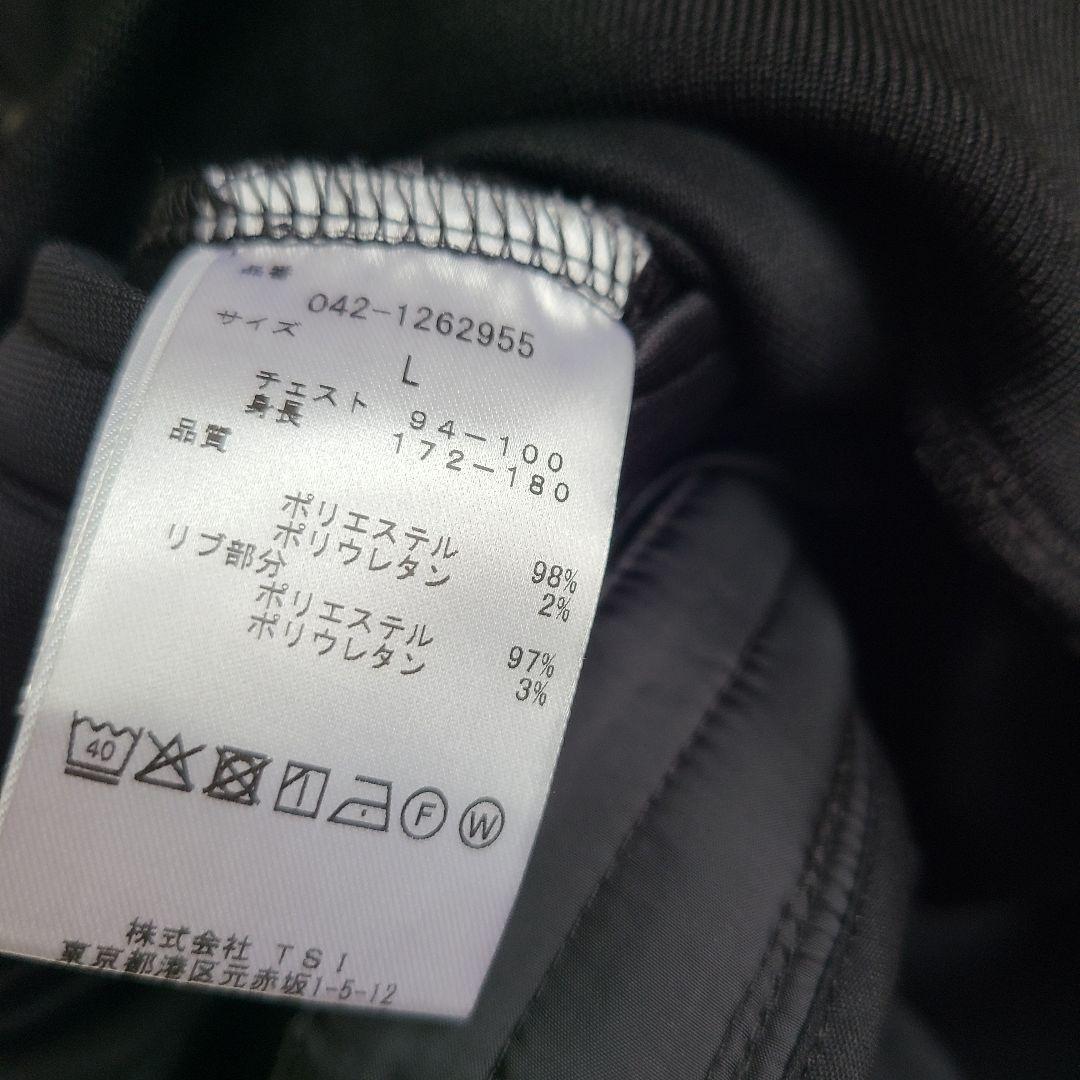 品番
042-1262955
サイズ
L
チェスト 94-100
身長 172-180
品質
ポリエステル 98%
ポリウレタン 2%
リブ部分
ポリエステル 97%
ポリウレタン 3%
40 F W
株式会社 TSI
東京都港区元赤坂1-5-12